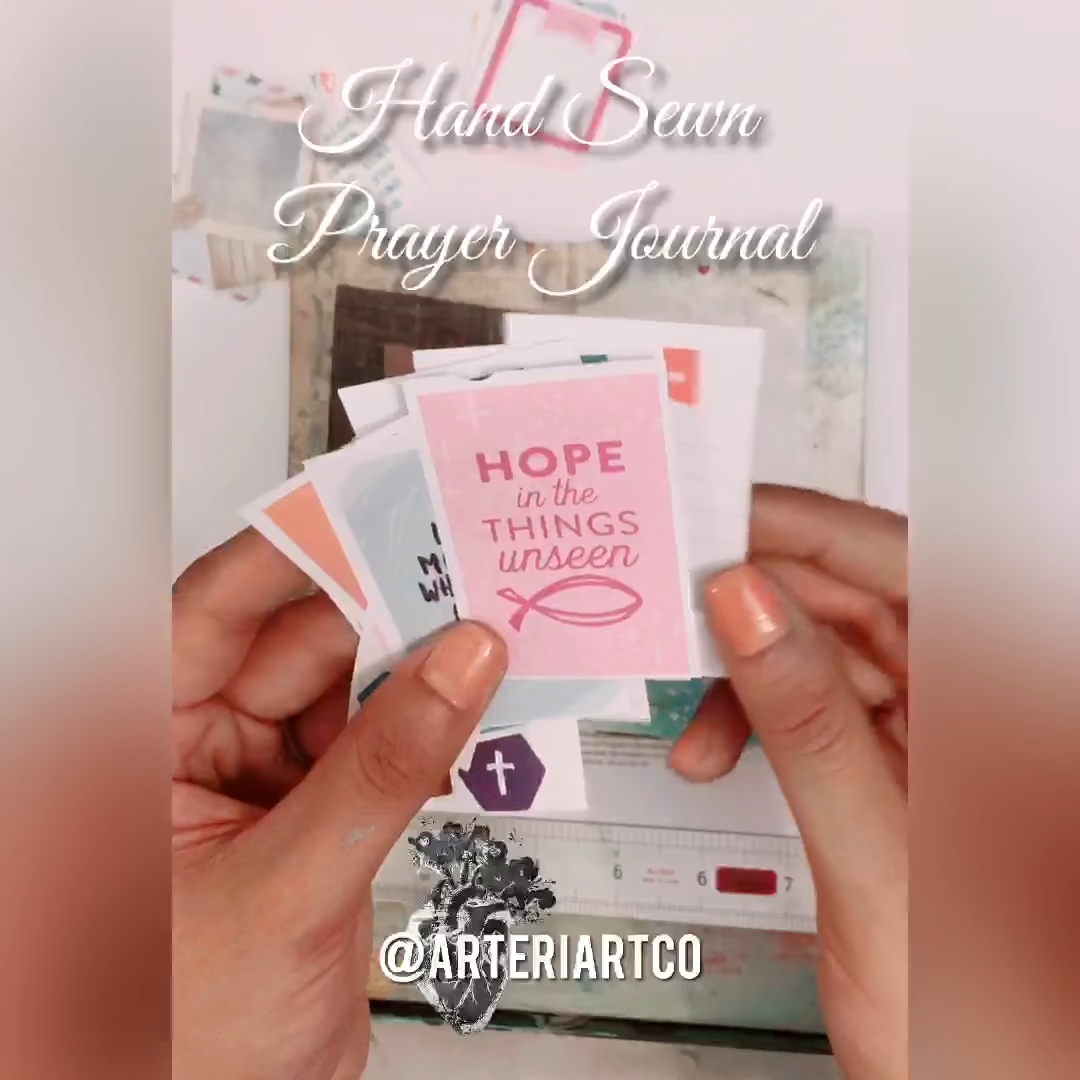 Hand Sewn
Prayer Journal
HOPE
in the
THINGS
unseen
6
6
7
@ARTERIARTCO